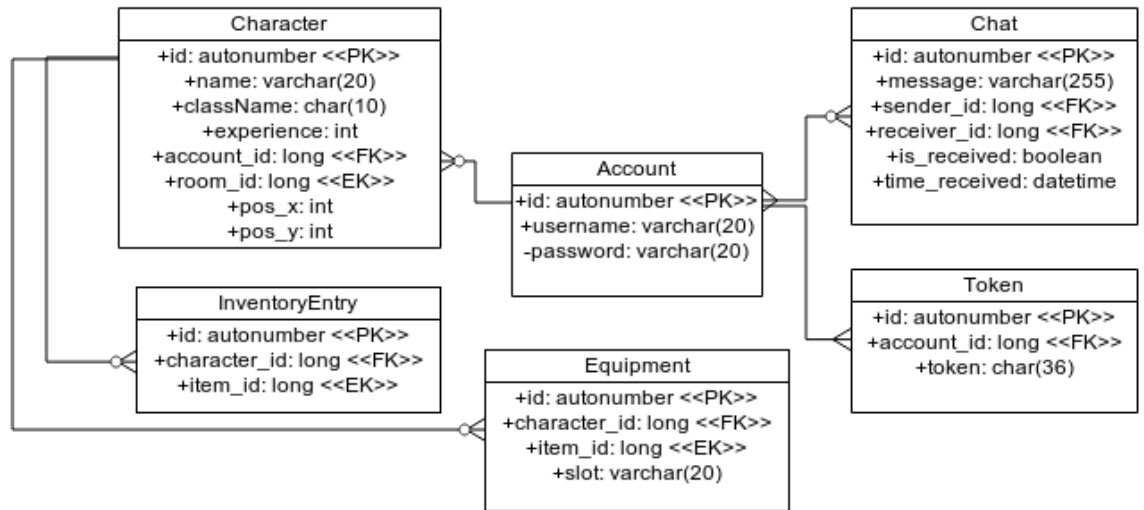 Character
+id: autonumber <<PK>>
+name: varchar(20)
+className: char(10)
+experience: int
+account_id: long <<FK>>
+room_id: long <<EK>>
+pos_x: int
+pos_y: int
Account
+id: autonumber <<PK>>
+username: varchar(20)
-password: varchar(20)
Chat
+id: autonumber <<PK>>
+message: varchar(255)
+sender_id: long <<FK>>
+receiver_id: long <<FK>>
+is_received: boolean
+time_received: datetime
InventoryEntry
+id: autonumber <<PK>>
+character_id: long <<FK>>
+item_id: long <<EK>>
Equipment
+id: autonumber <<PK>>
+character_id: long <<FK>>
+item_id: long <<EK>>
+slot: varchar(20)
Token
+id: autonumber <<PK>>
+account_id: long <<FK>>
+token: char(36)